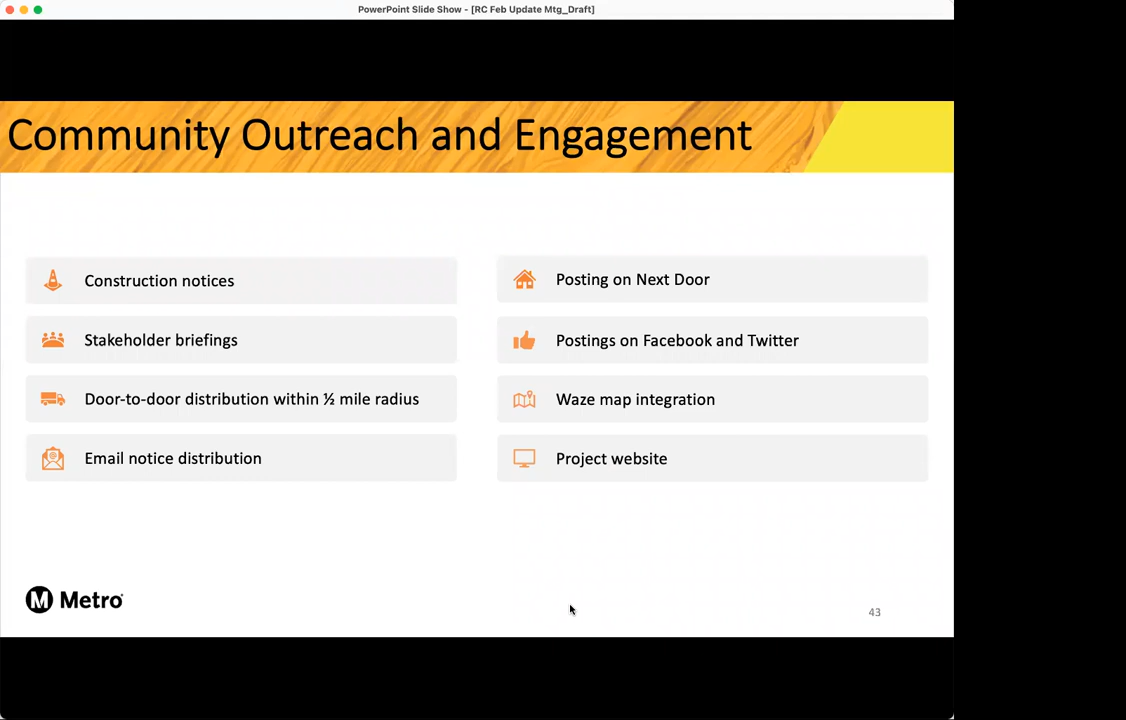 PowerPoint Slide Show - [RC Feb Update Mtg_Draft]
Community Outreach and Engagement
Construction notices
Stakeholder briefings
Door-to-door distribution within ½ mile radius
Email notice distribution
Posting on Next Door
Postings on Facebook and Twitter
Waze map integration
Project website
M Metro
43